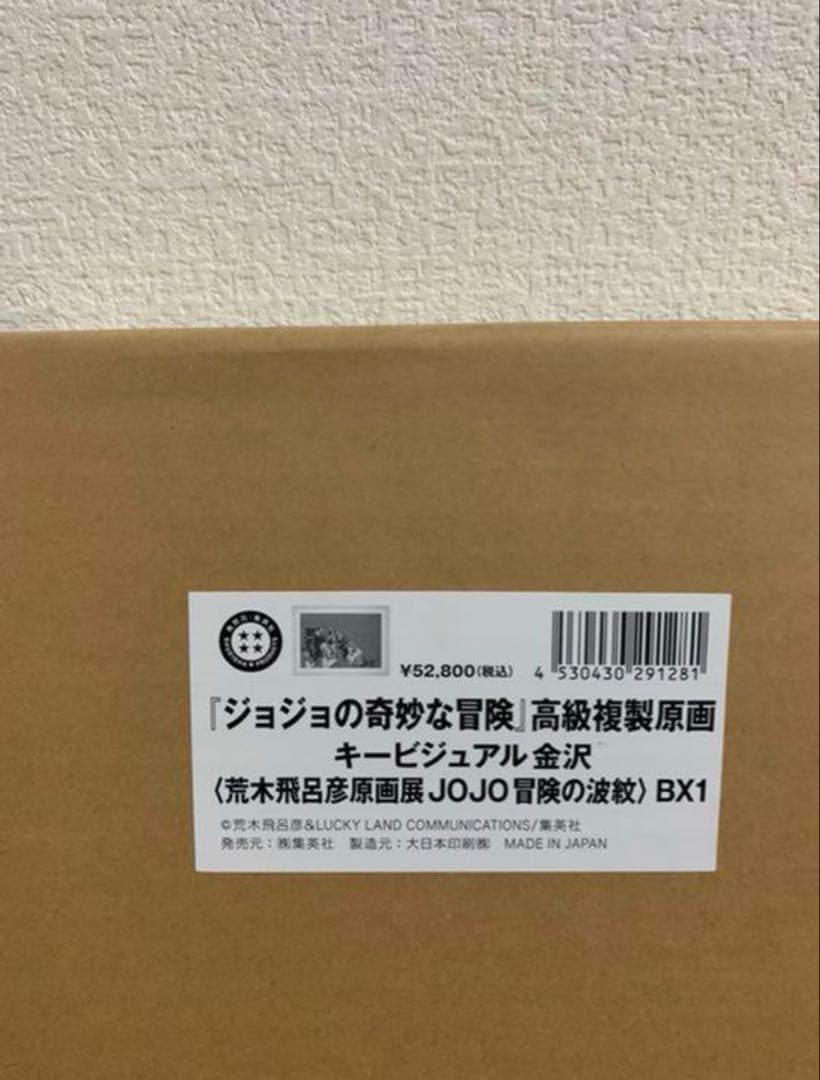 ¥52,800(税込)
4 530430 291281
『ジョジョの奇妙な冒険』高級複製原画
キービジュアル金沢
〈荒木飛呂彦原画展 JOJO 冒険の波紋〉 BX1
©荒木飛呂彦&LUCKY LAND COMMUNICATIONS/集英社
発売元：㈱集英社 製造元：大日本印刷㈱ MADE IN JAPAN